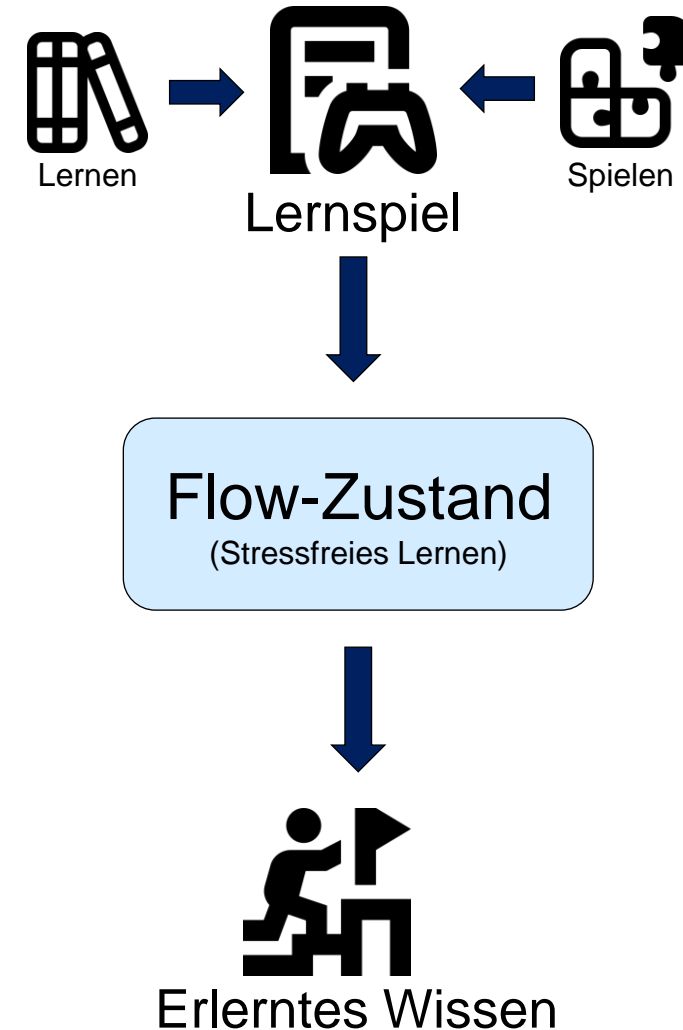 Lernen
Spielen
Lernspiel
Flow-Zustand
(Stressfreies Lernen)
Erlerntes Wissen